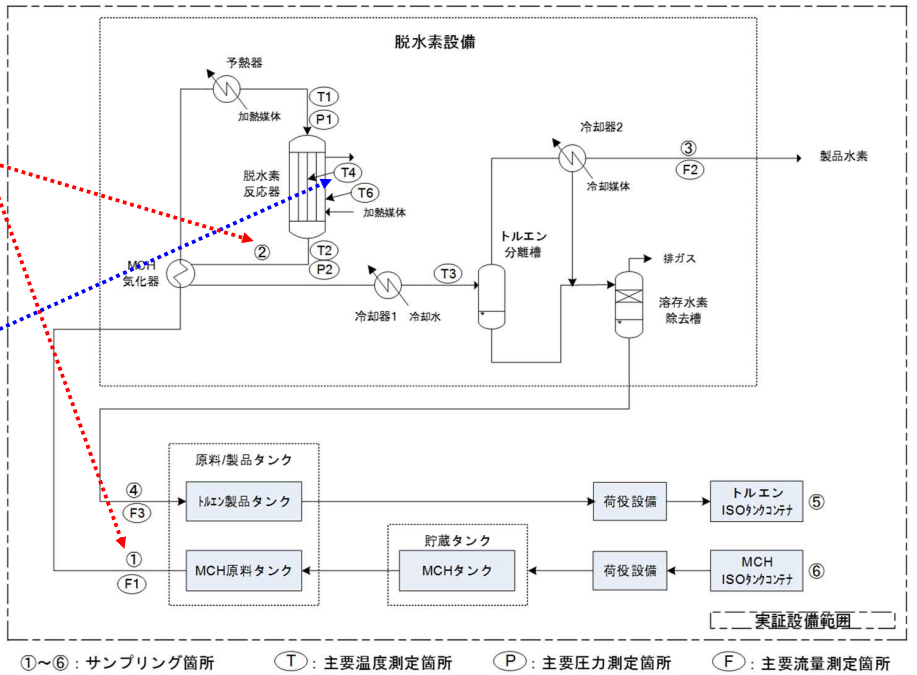 脱水素設備
予熱器
加熱媒体
T1
P1
脱水素
反応器
T4
T6
加熱媒体
T2
P2
②
MCH
気化器
冷却器1
冷却水
T3
トルエン
分離槽
冷却器2
冷却媒体
③
F2
製品水素
排ガス
溶存水素
除去槽
原料/製品タンク
④
F3
トルエン製品タンク
荷役設備
トルエン
ISOタンクコンテナ
⑤
貯蔵タンク
①
F1
MCH原料タンク
MCHタンク
荷役設備
MCH
ISOタンクコンテナ
⑥
実証設備範囲
①~⑥:サンプリング箇所 T:主要温度測定箇所 P:主要圧力測定箇所 F:主要流量測定箇所